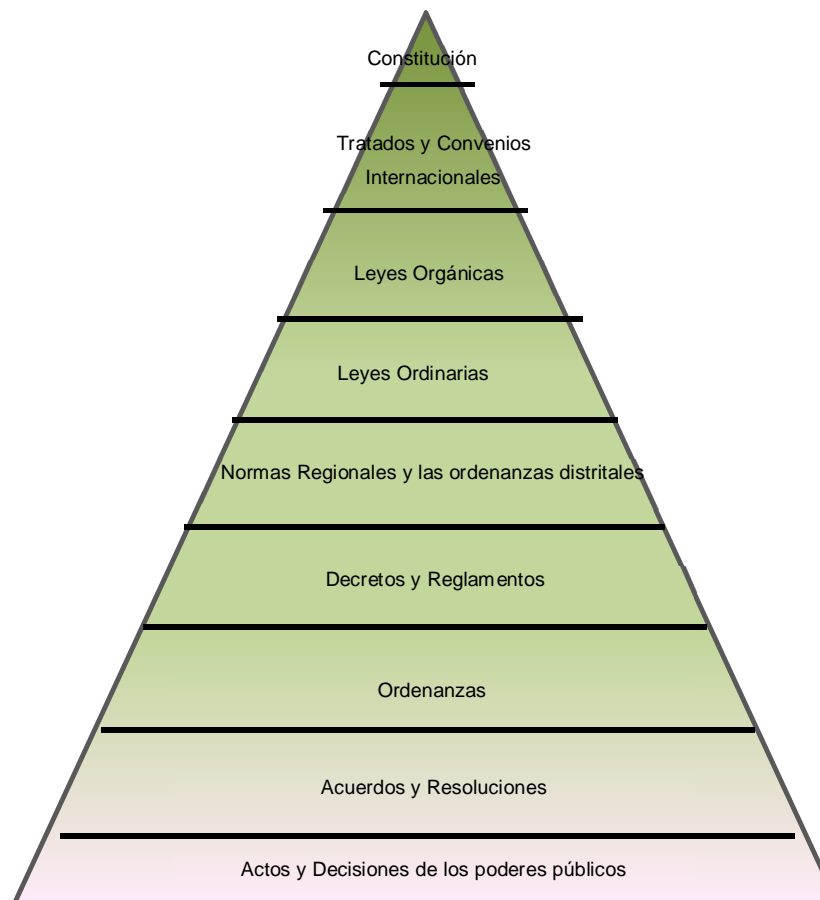 Constitución
Tratados y Convenios
Internacionales
Leyes Orgánicas
Leyes Ordinarias
Normas Regionales y las ordenanzas distritales
Decretos y Reglamentos
Ordenanzas
Acuerdos y Resoluciones
Actos y Decisiones de los poderes públicos